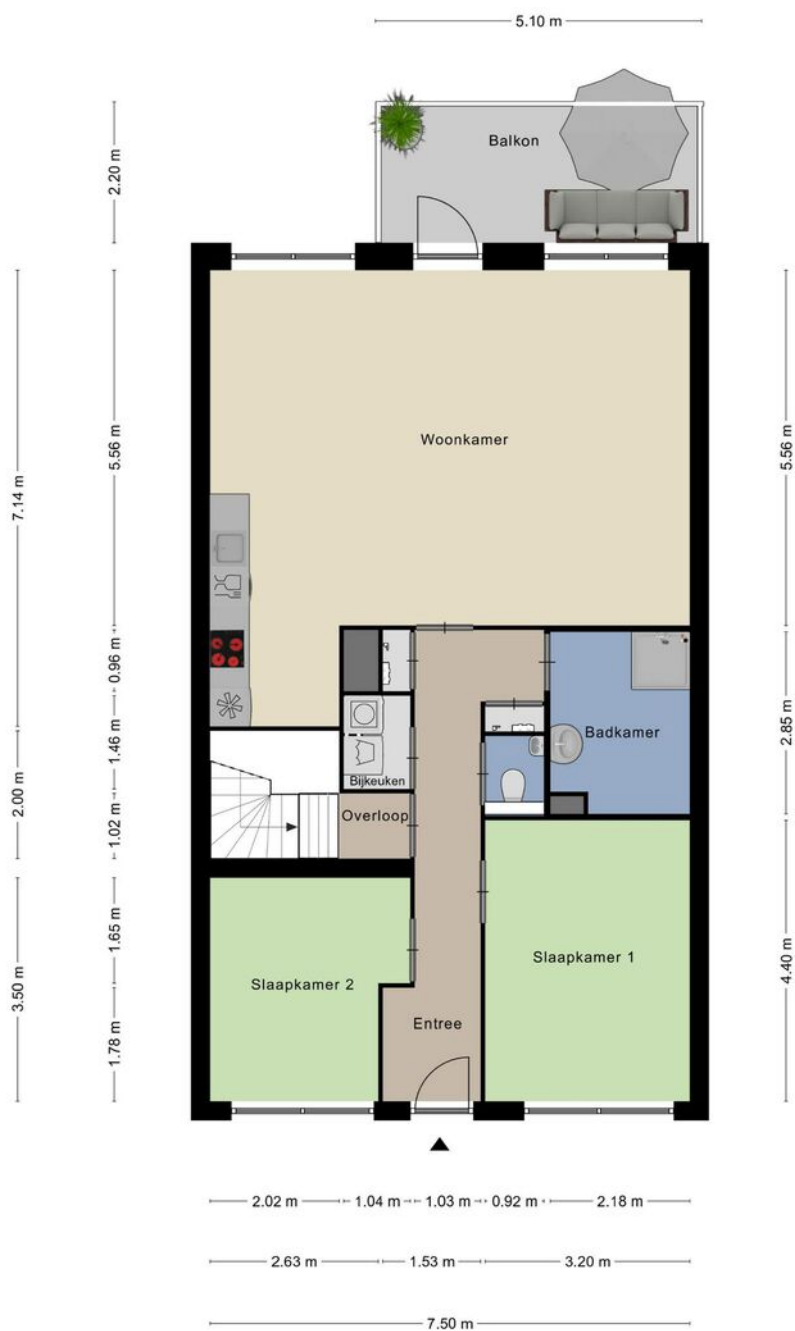 5.10 m
2.20 m
Balkon
7.14 m
5.56 m
5.56 m
Woonkamer
0.96 m
1.46 m
2.00 m
1.02 m
2.85 m
Badkamer
Bijkeuken
Overloop
1.65 m
3.50 m
1.78 m
4.40 m
Slaapkamer 1
Slaapkamer 2
Entree
2.02 m
1.04 m
1.03 m
0.92 m
2.18 m
2.63 m
1.53 m
3.20 m
7.50 m